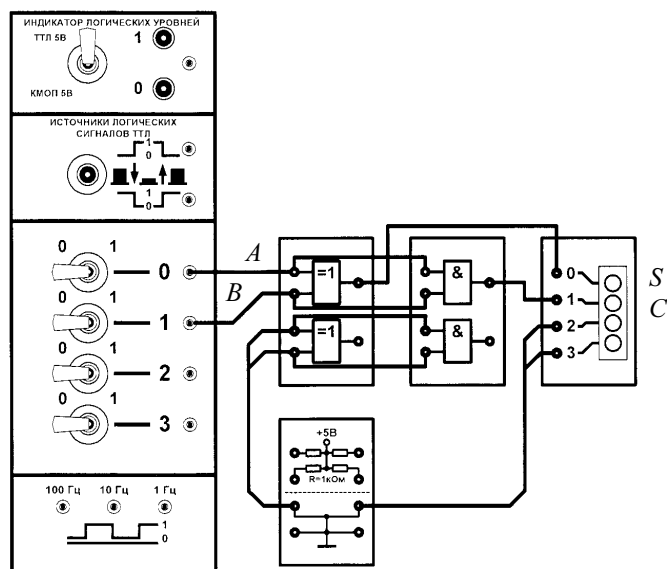 ИНДИКАТОР ЛОГИЧЕСКИХ УРОВНЕЙ
ТТЛ 5В
1
КМОП 5В
0
ИСТОЧНИКИ ЛОГИЧЕСКИХ
СИГНАЛОВ ТТЛ
1
0
1
0
0 1
0
0 1
1
0 1
2
0 1
3
100 Гц 10 Гц 1 Гц
1
0
A
B
=1
=1
&
&
0
1
2
3
S
C
+5В
R=1кОм